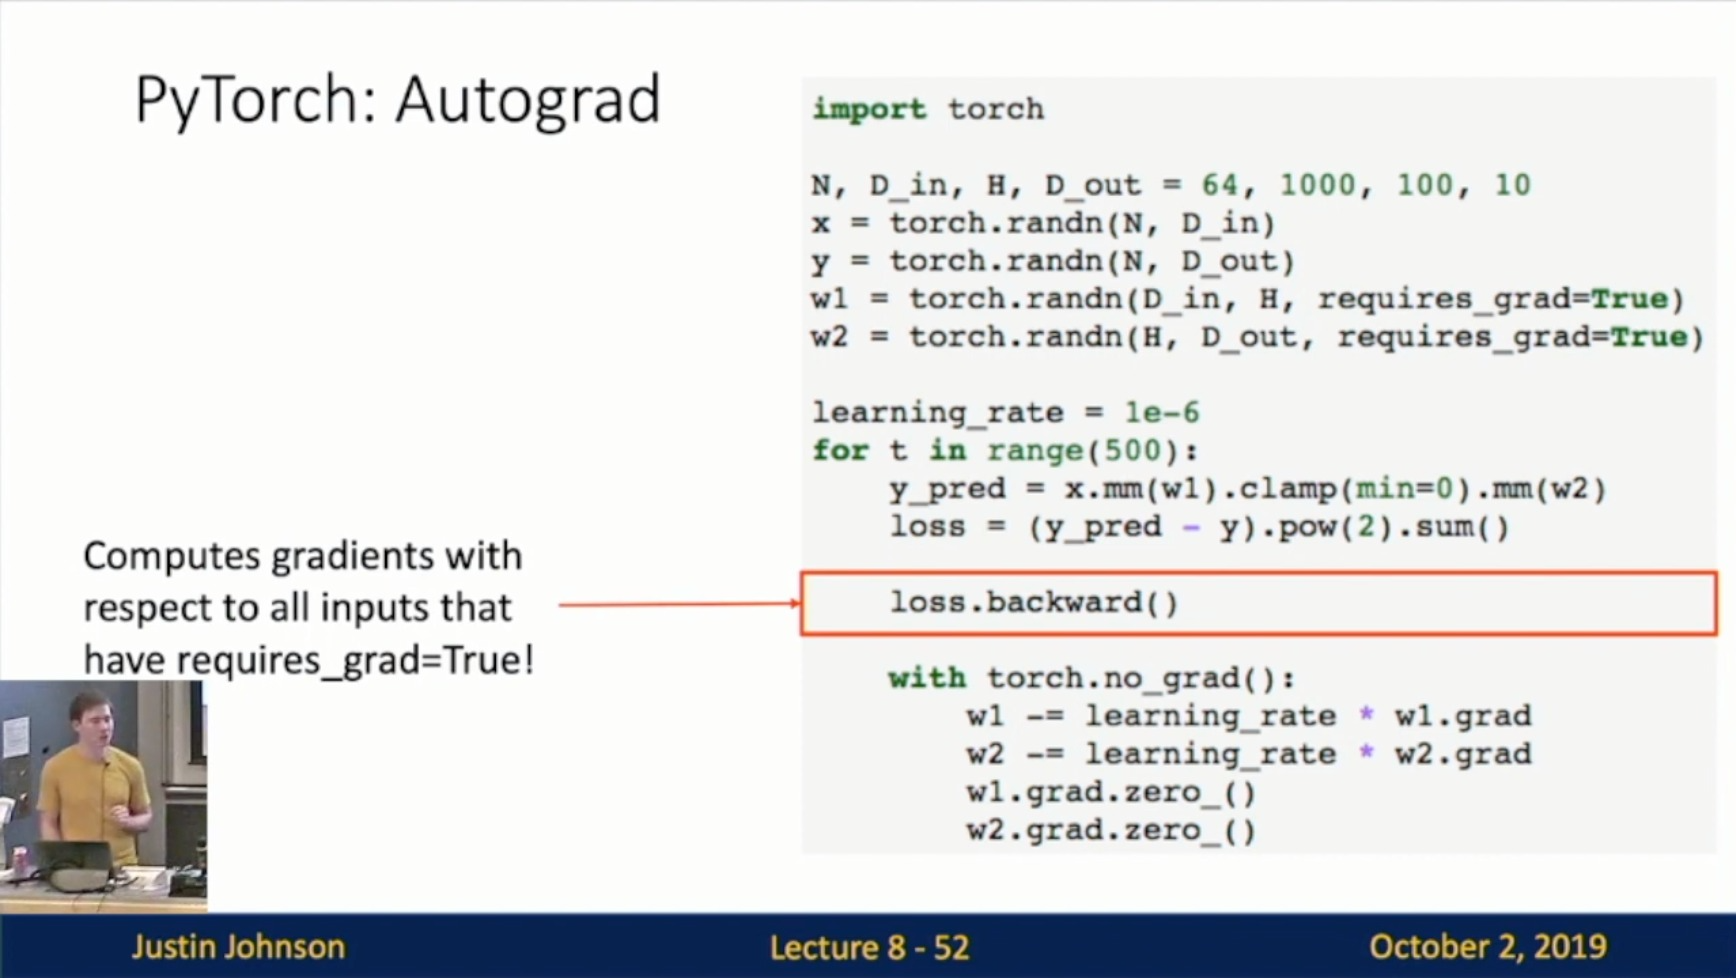 PyTorch: Autograd
import torch
N, D_in, H, D_out = 64, 1000, 100, 10
x = torch.randn(N, D_in)
y = torch.randn(N, D_out)
w1 = torch.randn(D_in, H, requires_grad=True)
w2 = torch.randn(H, D_out, requires_grad=True)
learning_rate = 1e-6
for t in range(500):
    y_pred = x.mm(w1).clamp(min=0).mm(w2)
    loss = (y_pred - y).pow(2).sum()
    loss.backward()
    with torch.no_grad():
        w1 -= learning_rate * w1.grad
        w2 -= learning_rate * w2.grad
        w1.grad.zero_()
        w2.grad.zero_()
Computes gradients with
respect to all inputs that
have requires_grad=True!
Justin Johnson
Lecture 8 - 52
October 2, 2019